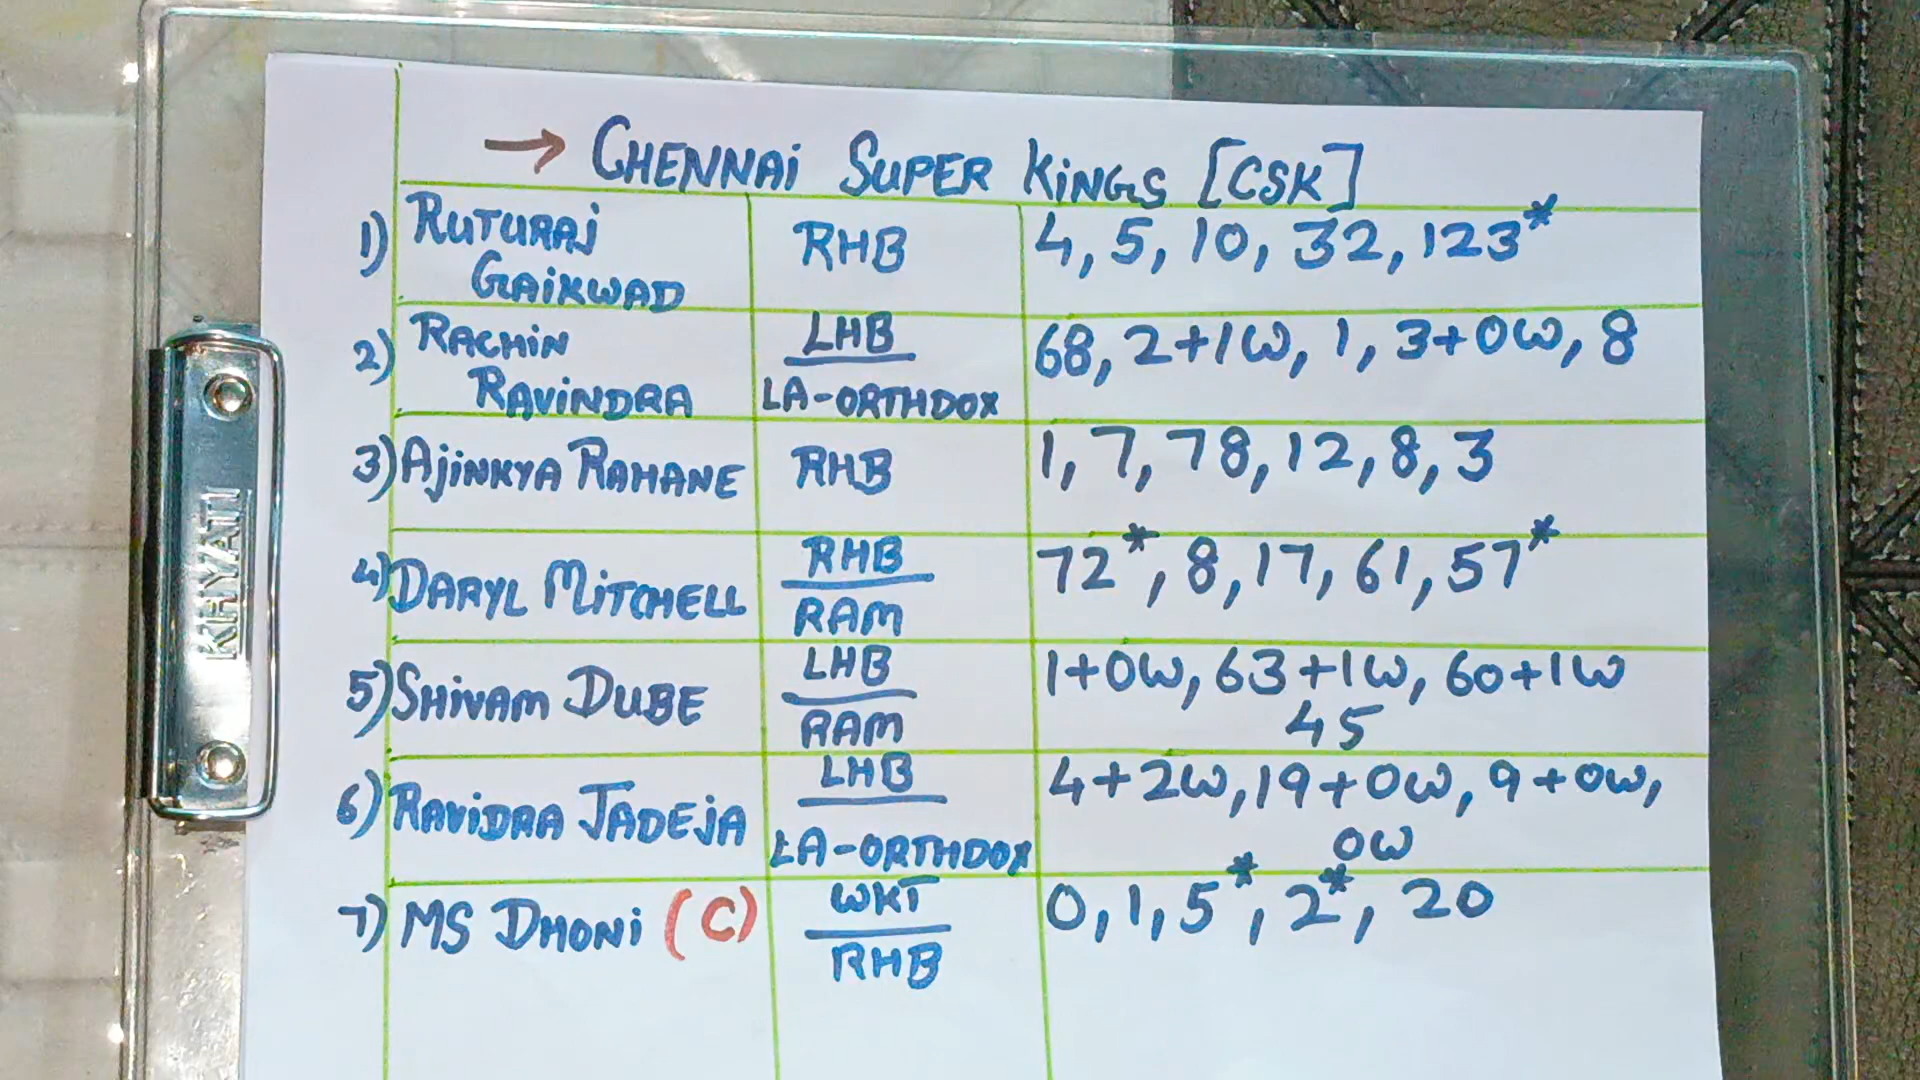 → CHENNAI SUPER KINGS [CSK]
1) RUTURAJ GAIKWAD RHB 4, 5, 10, 32, 123*
2) RACHIN RAVINDRA LHB LA-ORTHDOX 68, 2+1W, 1, 3+0W, 8
3) AJINKYA RAHANE RHB 1, 7, 78, 12, 8, 3
4) DARYL MITCHELL RHB RAM 72*, 8, 17, 61, 57*
5) SHIVAM DUBE LHB RAM 1+0W, 63+1W, 60+1W 45
6) RAVIDRA JADEJA LHB LA-ORTHDOX 4+2W, 19+0W, 9+0W, 0W
7) MS DHONI (C) WKT RHB 0, 1, 5*, 2*, 20
KHYATI